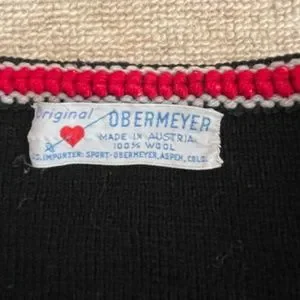 Original OBERMEYER
MADE IN AUSTRIA
100% WOOL
U.S. IMPORTER: SPORT-OBERMEYER, ASPEN, COLO.